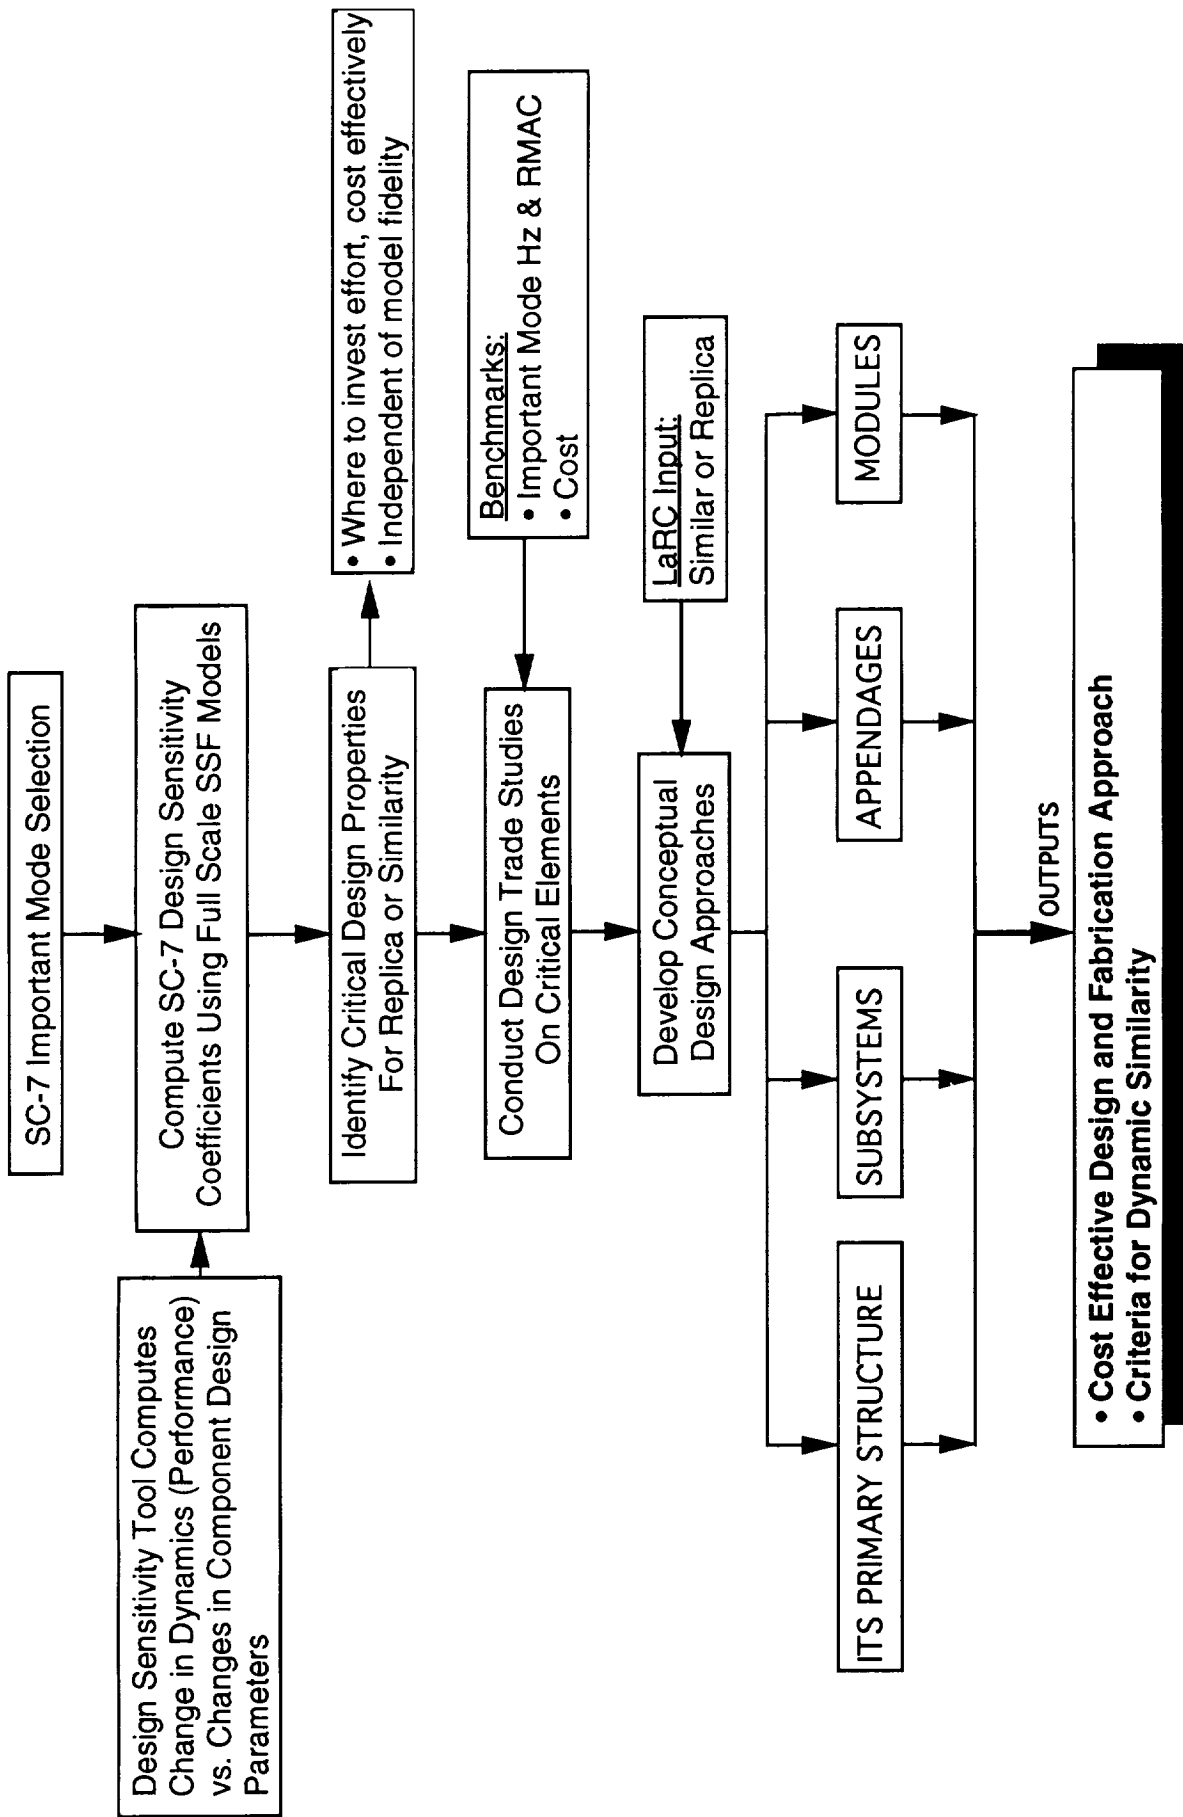 SC-7 Important Mode Selection
Design Sensitivity Tool Computes
Change in Dynamics (Performance)
vs. Changes in Component Design
Parameters
Compute SC-7 Design Sensitivity
Coefficients Using Full Scale SSF Models
Identify Critical Design Properties
For Replica or Similarity
• Where to invest effort, cost effectively
• Independent of model fidelity
Conduct Design Trade Studies
On Critical Elements
Benchmarks:
• Important Mode Hz & RMAC
• Cost
Develop Conceptual
Design Approaches
LaRC Input:
Similar or Replica
ITS PRIMARY STRUCTURE
SUBSYSTEMS
APPENDAGES
MODULES
OUTPUTS
• Cost Effective Design and Fabrication Approach
• Criteria for Dynamic Similarity